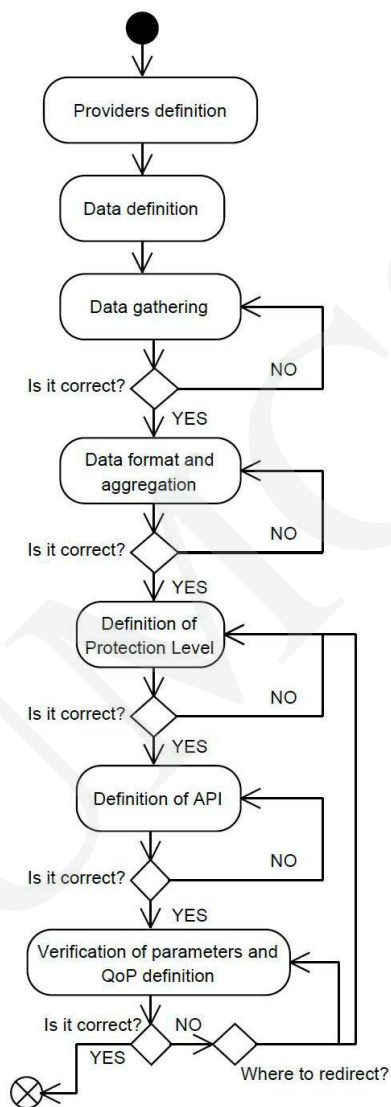 Providers definition
Data definition
Data gathering
NO
Is it correct?
YES
Data format and
aggregation
NO
Is it correct?
YES
Definition of
Protection Level
NO
Is it correct?
YES
Definition of API
NO
Is it correct?
YES
Verification of parameters and
QoP definition
Is it correct?
NO
YES
Where to redirect?
UMCS